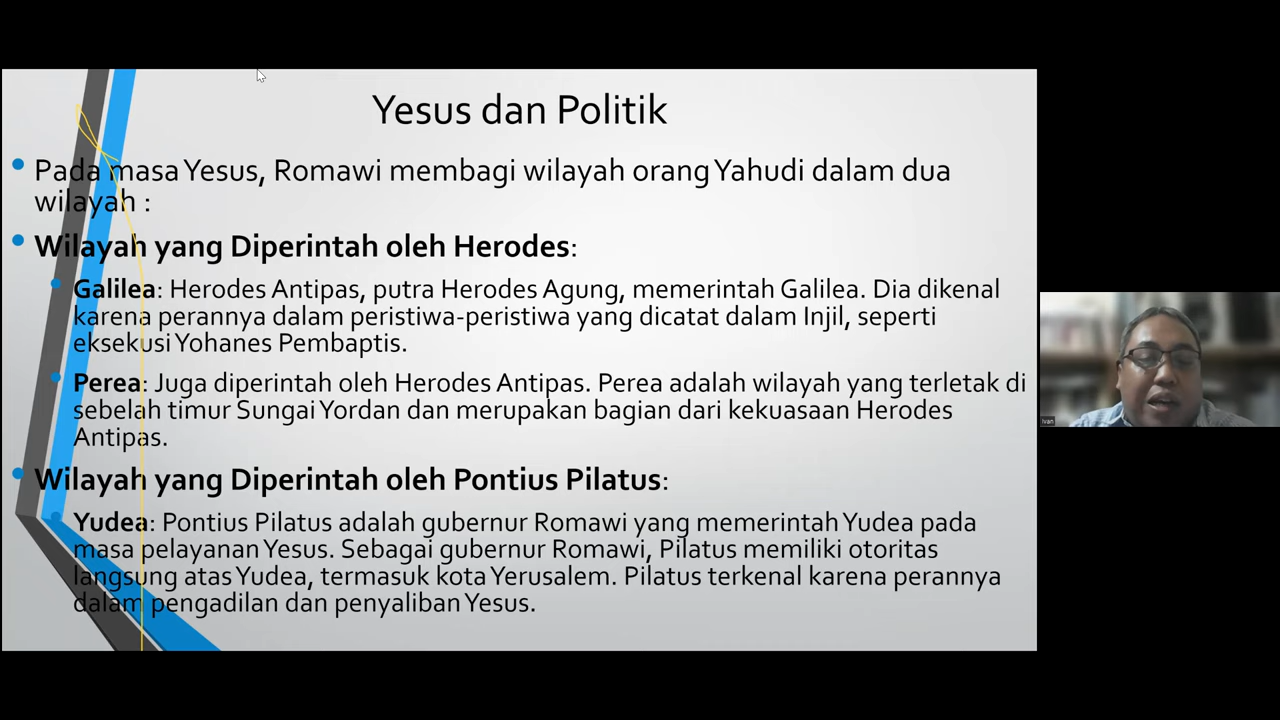 Yesus dan Politik
Pada masa Yesus, Romawi membagi wilayah orang Yahudi dalam dua
wilayah :
Wilayah yang Diperintah oleh Herodes:
Galilea: Herodes Antipas, putra Herodes Agung, memerintah Galilea. Dia dikenal
karena perannya dalam peristiwa-peristiwa yang dicatat dalam Injil, seperti
eksekusi Yohanes Pembaptis.
Perea: Juga diperintah oleh Herodes Antipas. Perea adalah wilayah yang terletak di
sebelah timur Sungai Yordan dan merupakan bagian dari kekuasaan Herodes
Antipas.
Wilayah yang Diperintah oleh Pontius Pilatus:
Yudea: Pontius Pilatus adalah gubernur Romawi yang memerintah Yudea pada
masa pelayanan Yesus. Sebagai gubernur Romawi, Pilatus memiliki otoritas
langsung atas Yudea, termasuk kota Yerusalem. Pilatus terkenal karena perannya
dalam pengadilan dan penyaliban Yesus.
Ivan